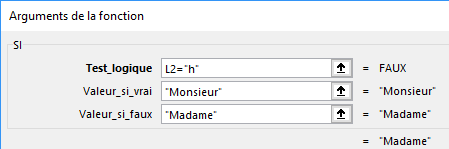 Arguments de la fonction
SI
Test_logique L2="h" = FAUX
Valeur_si_vrai "Monsieur" = "Monsieur"
Valeur_si_faux "Madame" = "Madame"
= "Madame"